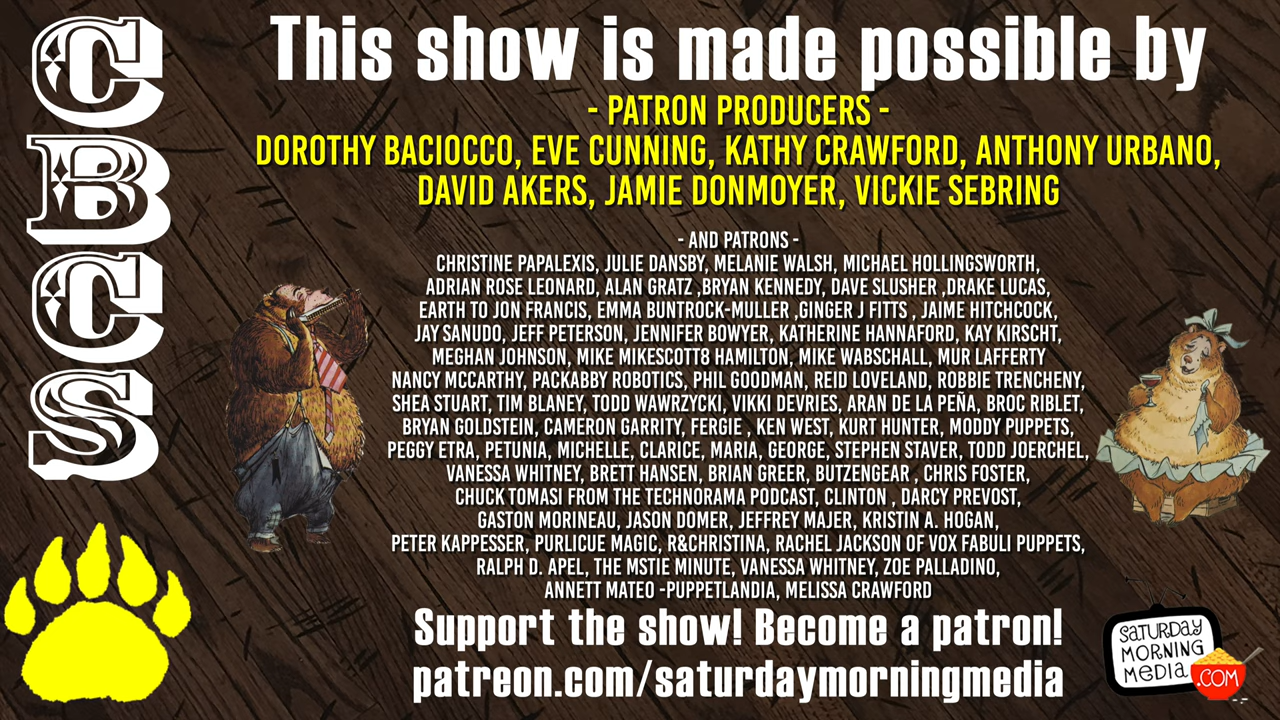 CBCS
This show is made possible by
- PATRON PRODUCERS -
DOROTHY BACIOCCO, EVE CUNNING, KATHY CRAWFORD, ANTHONY URBANO,
DAVID AKERS, JAMIE DONMOYER, VICKIE SEBRING
- AND PATRONS -
CHRISTINE PAPALEXIS, JULIE DANSBY, MELANIE WALSH, MICHAEL HOLLINGSWORTH,
ADRIAN ROSE LEONARD, ALAN GRATZ ,BRYAN KENNEDY, DAVE SLUSHER ,DRAKE LUCAS,
EARTH TO JON FRANCIS, EMMA BUNTROCK-MULLER ,GINGER J FITTS , JAIME HITCHCOCK,
JAY SANUDO, JEFF PETERSON, JENNIFER BOWYER, KATHERINE HANNAFORD, KAY KIRSCHT,
MEGHAN JOHNSON, MIKE MIKESCOTT8 HAMILTON, MIKE WABSCHALL, MUR LAFFERTY
NANCY MCCARTHY, PACKABBY ROBOTICS, PHIL GOODMAN, REID LOVELAND, ROBBIE TRENCHENY,
SHEA STUART, TIM BLANEY, TODD WAWRZYCKI, VIKKI DEVRIES, ARAN DE LA PEÑA, BROC RIBLET,
BRYAN GOLDSTEIN, CAMERON GARRITY, FERGIE , KEN WEST, KURT HUNTER, MODDY PUPPETS,
PEGGY ETRA, PETUNIA, MICHELLE, CLARICE, MARIA, GEORGE, STEPHEN STAVER, TODD JOERCHEL,
VANESSA WHITNEY, BRETT HANSEN, BRIAN GREER, BUTZENGEAR , CHRIS FOSTER,
CHUCK TOMASI FROM THE TECHNORAMA PODCAST, CLINTON , DARCY PREVOST,
GASTON MORINEAU, JASON DOMER, JEFFREY MAJER, KRISTIN A. HOGAN,
PETER KAPPESSER, PURLICUE MAGIC, R&CHRISTINA, RACHEL JACKSON OF VOX FABULI PUPPETS,
RALPH D. APEL, THE MSTIE MINUTE, VANESSA WHITNEY, ZOE PALLADINO,
ANNETT MATEO -PUPPETLANDIA, MELISSA CRAWFORD
Support the show! Become a patron!
patreon.com/saturdaymorningmedia
SATURDAY
MORNING
MEDIA
.COM